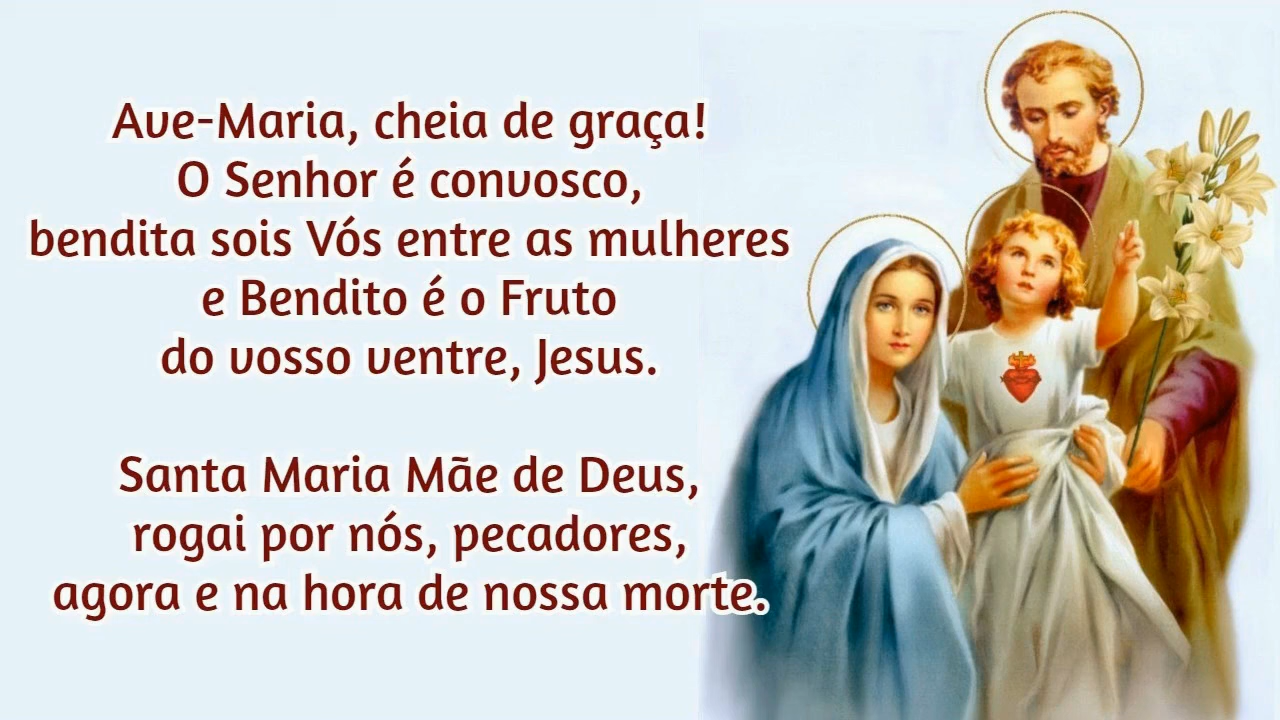 Ave-Maria, cheia de graça!
O Senhor é convosco,
bendita sois Vós entre as mulheres
e Bendito é o Fruto
do vosso ventre, Jesus.
Santa Maria Mãe de Deus,
rogai por nós, pecadores,
agora e na hora de nossa morte.